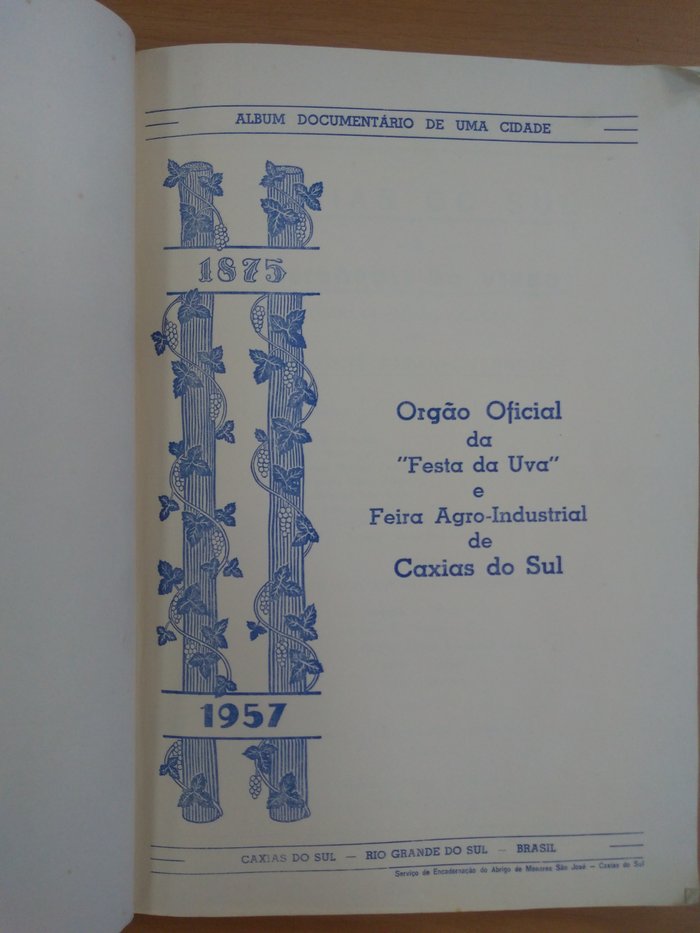 ALBUM DOCUMENTÁRIO DE UMA CIDADE
1875
Orgão Oficial
da
"Festa da Uva"
e
Feira Agro-Industrial
de
Caxias do Sul
1957
CAXIAS DO SUL — RIO GRANDE DO SUL — BRASIL
Serviço de Encadernação do Abrigo de Menores São José — Caxias do Sul